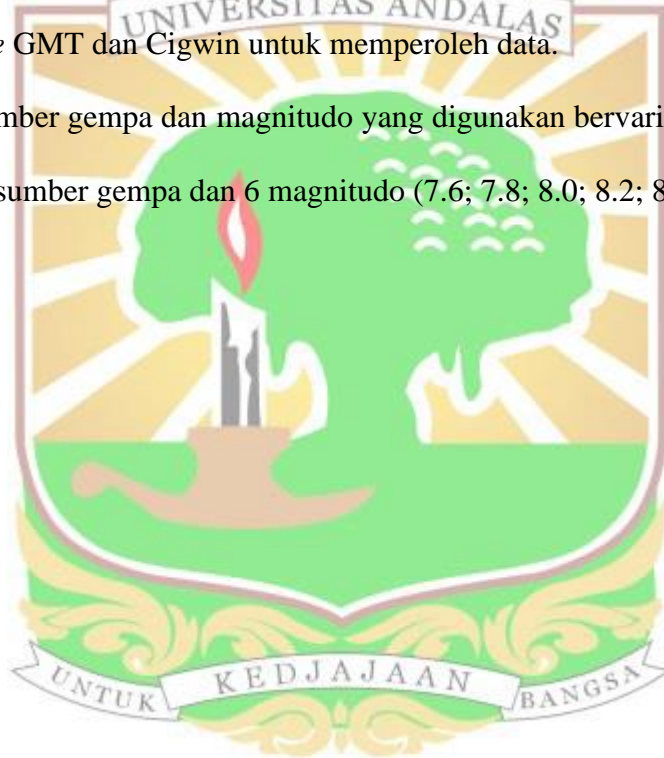 UNIVERSITAS ANDALAS
e GMT dan Cigwin untuk memperoleh data.
mber gempa dan magnitudo yang digunakan bervari
sumber gempa dan 6 magnitudo (7.6; 7.8; 8.0; 8.2; 8
UNTUK KEDJAJAAN BANGSA